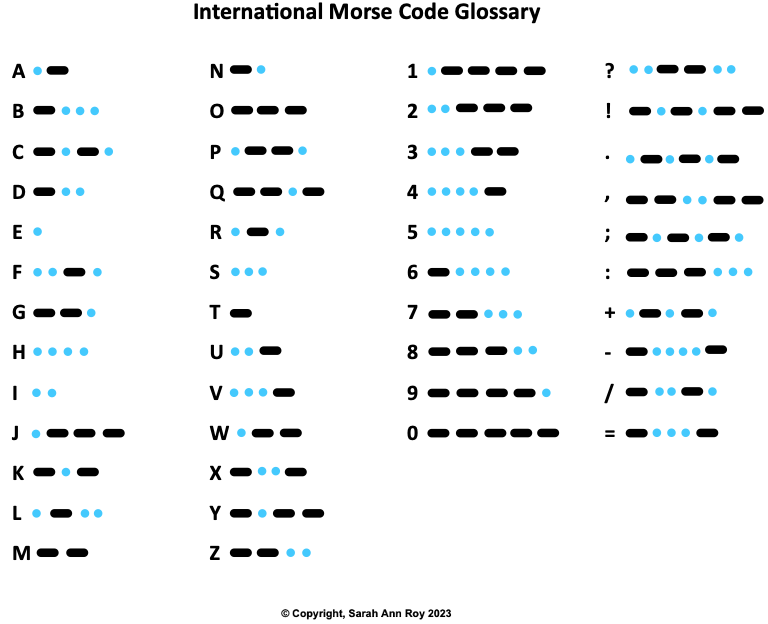 International Morse Code Glossary
A •–
B –•••
C –•–•
D –••
E •
F ••–•
G ––•
H ••••
I ••
J •–––
K –•–
L •–••
M ––
N –•
O –––
P •––•
Q ––•–
R •–•
S •••
T –
U ••–
V •••–
W •––
X –••–
Y –•––
Z ––••
1 •––––
2 ••–––
3 •••––
4 ••••–
5 •••••
6 –••••
7 ––•••
8 –––••
9 ––––•
0 –––––
? ••––••
! –•–•––
. •–•–•–
, ––••––
; –•–•–•
: –––•••
+ •–•–•
- –••••–
/ –••–•
= –•••–
© Copyright, Sarah Ann Roy 2023